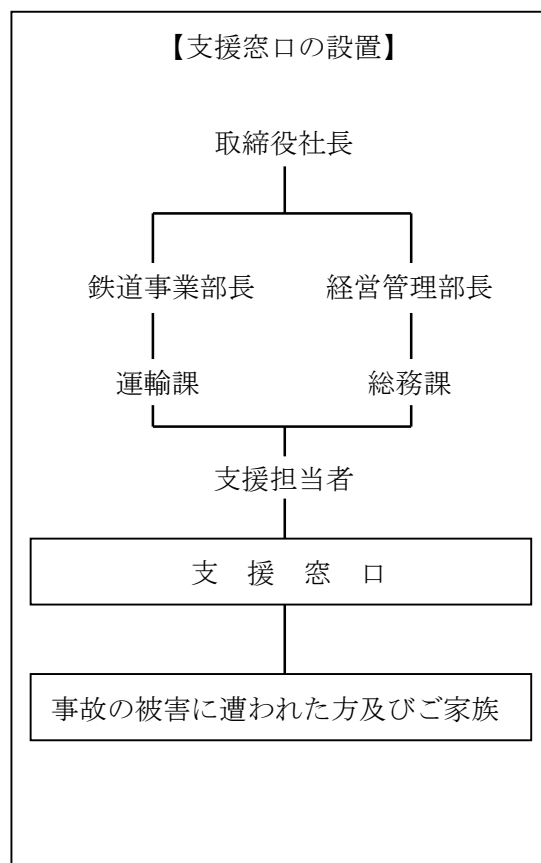 【支援窓口の設置】
取締役社長
鉄道事業部長 経営管理部長
運輸課 総務課
支援担当者
支 援 窓 口
事故の被害に遭われた方及びご家族